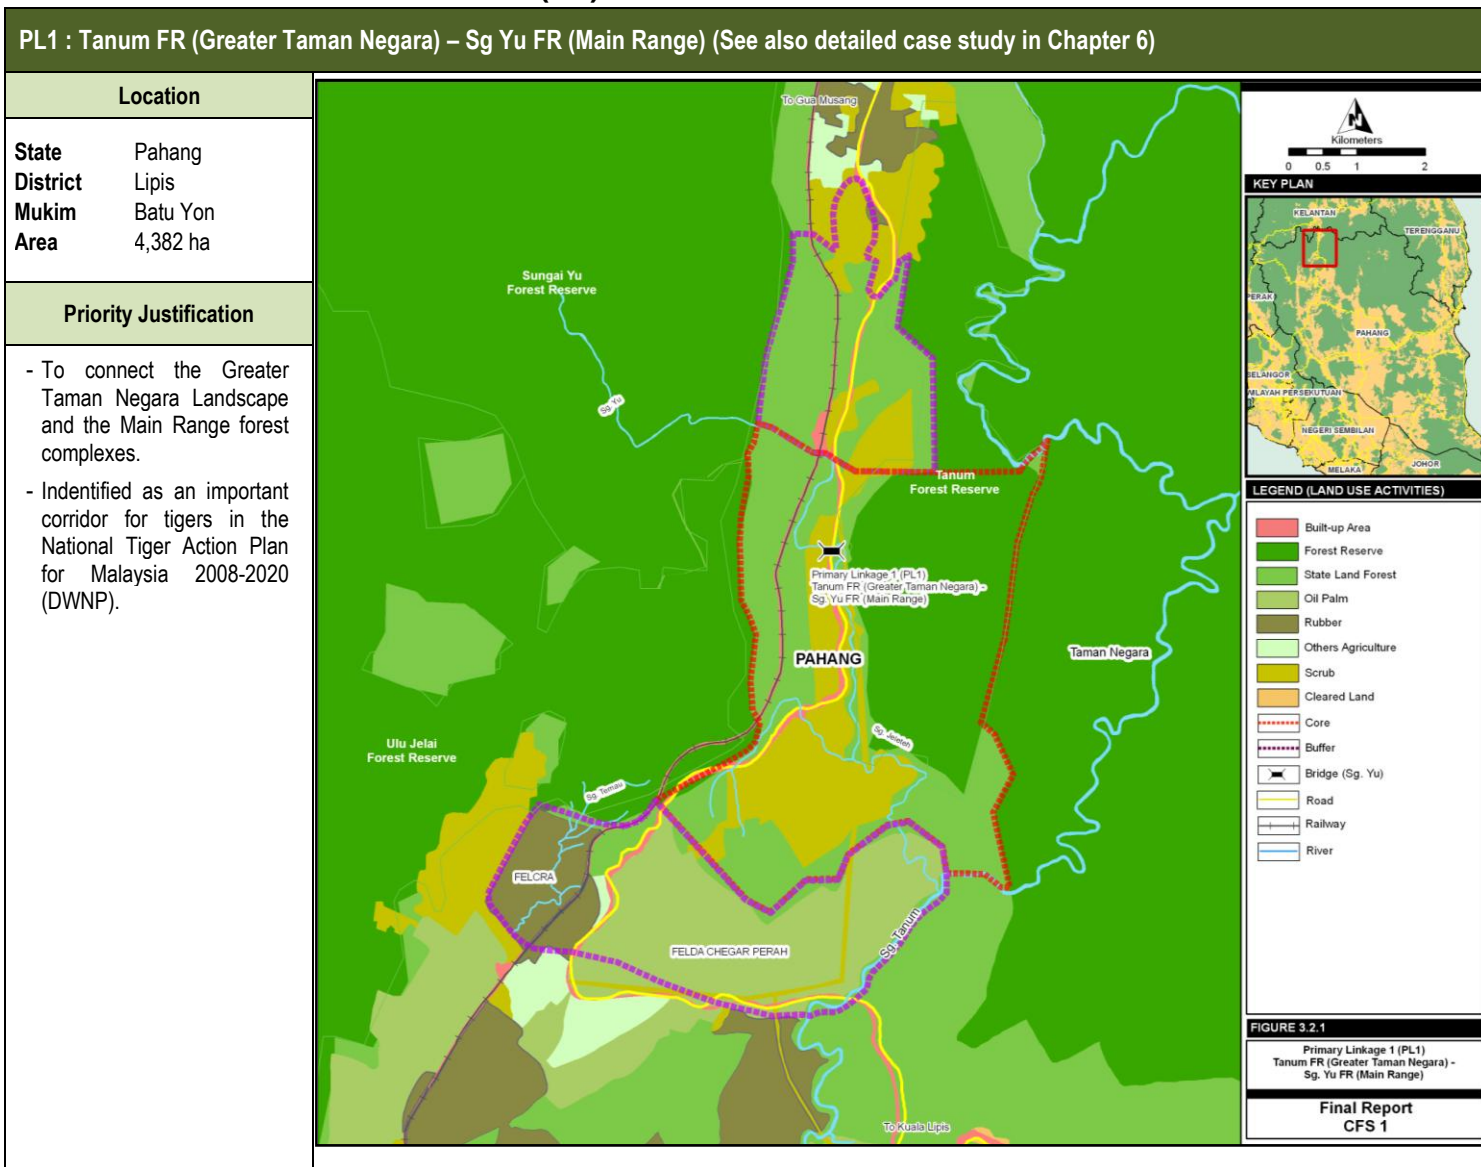 PL1 : Tanum FR (Greater Taman Negara) – Sg Yu FR (Main Range) (See also detailed case study in Chapter 6)
Location
State Pahang
District Lipis
Mukim Batu Yon
Area 4,382 ha
Priority Justification
- To connect the Greater
Taman Negara Landscape
and the Main Range forest
complexes.
- Indentified as an important
corridor for tigers in the
National Tiger Action Plan
for Malaysia 2008-2020
(DWNP).
To Gua Musang
Sungai Yu
Forest Reserve
Sg. Yu
Tanum
Forest Reserve
Primary Linkage 1 (PL1)
Tanum FR (Greater Taman Negara) -
Sg. Yu FR (Main Range)
PAHANG
Taman Negara
Ulu Jelai
Forest Reserve
Sg. Jeleteh
Sg. Temau
FELCRA
FELDA CHEGAR PERAH
Sg. Tanum
To Kuala Lipis
N
Kilometers
0 0.5 1 2
KEY PLAN
KELANTAN
TERENGGANU
PERAK
PAHANG
SELANGOR
WILAYAH PERSEKUTUAN
NEGERI SEMBILAN
MELAKA
JOHOR
LEGEND (LAND USE ACTIVITIES)
Built-up Area
Forest Reserve
State Land Forest
Oil Palm
Rubber
Others Agriculture
Scrub
Cleared Land
Core
Buffer
Bridge (Sg. Yu)
Road
Railway
River
FIGURE 3.2.1
Primary Linkage 1 (PL1)
Tanum FR (Greater Taman Negara) -
Sg. Yu FR (Main Range)
Final Report
CFS 1